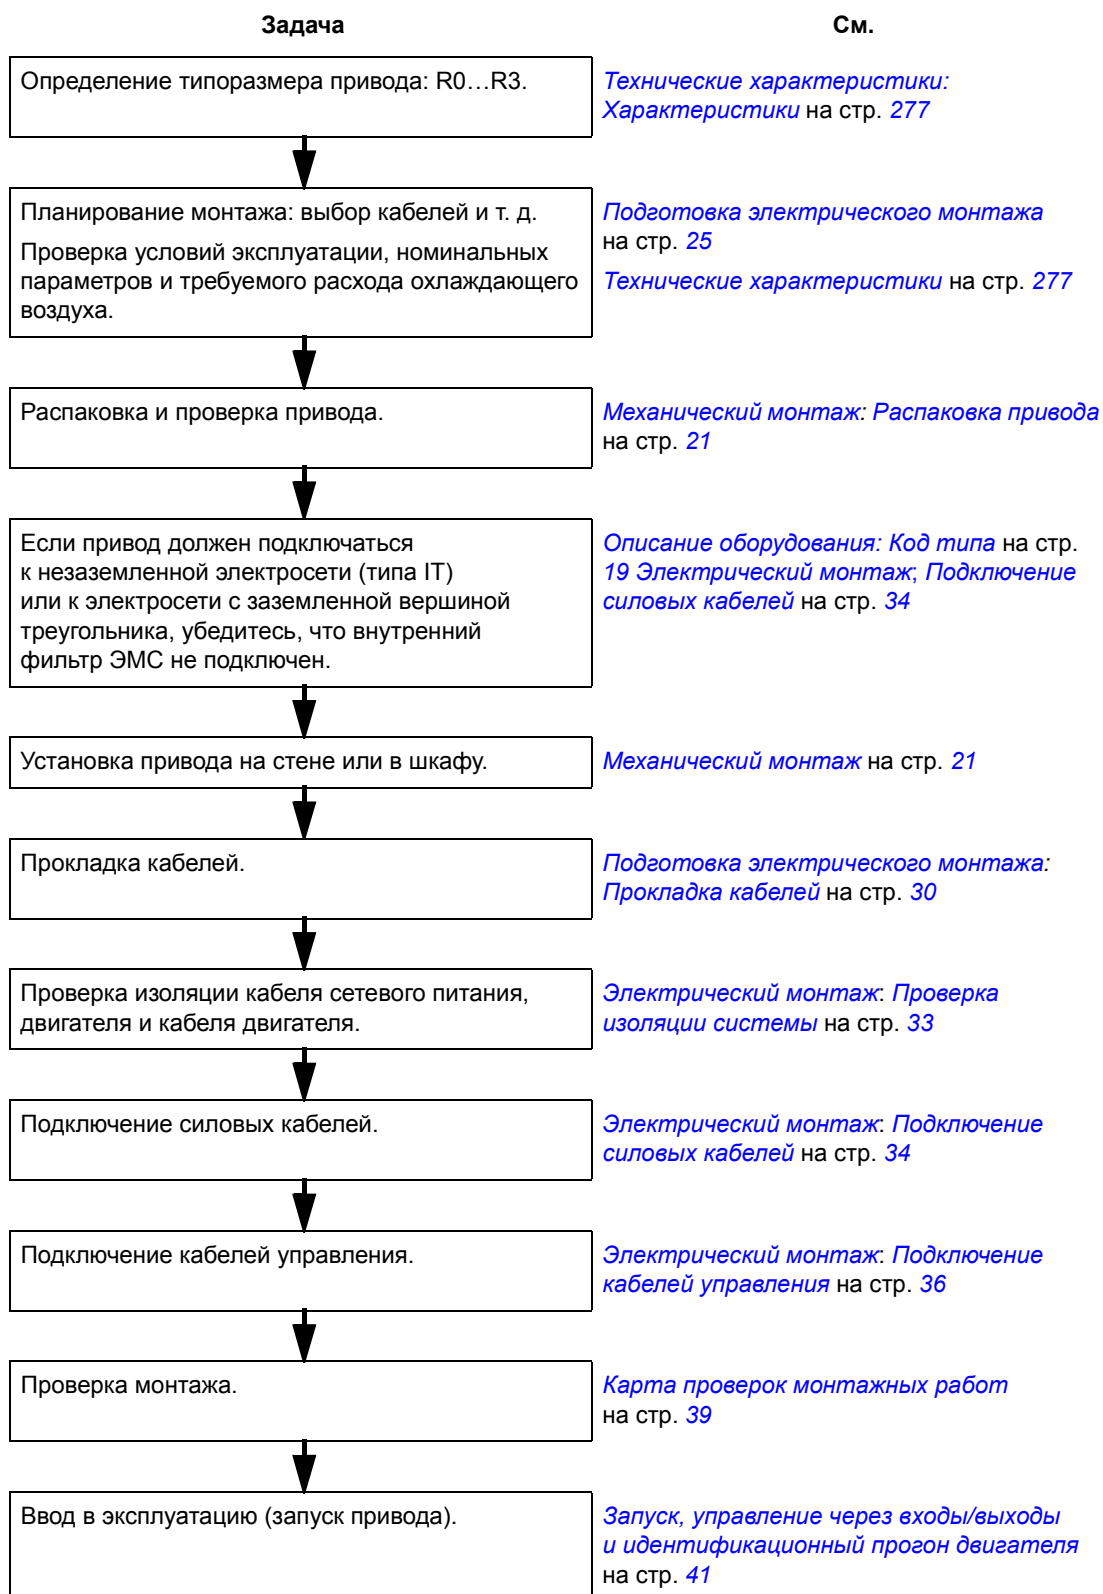 Задача
См.
Определение типоразмера привода: R0…R3.
Технические характеристики:
Характеристики на стр. 277
Планирование монтажа: выбор кабелей и т. д.
Проверка условий эксплуатации, номинальных
параметров и требуемого расхода охлаждающего
воздуха.
Подготовка электрического монтажа
на стр. 25
Технические характеристики на стр. 277
Распаковка и проверка привода.
Механический монтаж: Распаковка привода
на стр. 21
Если привод должен подключаться
к незаземленной электросети (типа IT)
или к электросети с заземленной вершиной
треугольника, убедитесь, что внутренний
фильтр ЭМС не подключен.
Описание оборудования: Код типа на стр.
19 Электрический монтаж; Подключение
силовых кабелей на стр. 34
Установка привода на стене или в шкафу.
Механический монтаж на стр. 21
Прокладка кабелей.
Подготовка электрического монтажа:
Прокладка кабелей на стр. 30
Проверка изоляции кабеля сетевого питания,
двигателя и кабеля двигателя.
Электрический монтаж: Проверка
изоляции системы на стр. 33
Подключение силовых кабелей.
Электрический монтаж: Подключение
силовых кабелей на стр. 34
Подключение кабелей управления.
Электрический монтаж: Подключение
кабелей управления на стр. 36
Проверка монтажа.
Карта проверок монтажных работ
на стр. 39
Ввод в эксплуатацию (запуск привода).
Запуск, управление через входы/выходы
и идентификационный прогон двигателя
на стр. 41